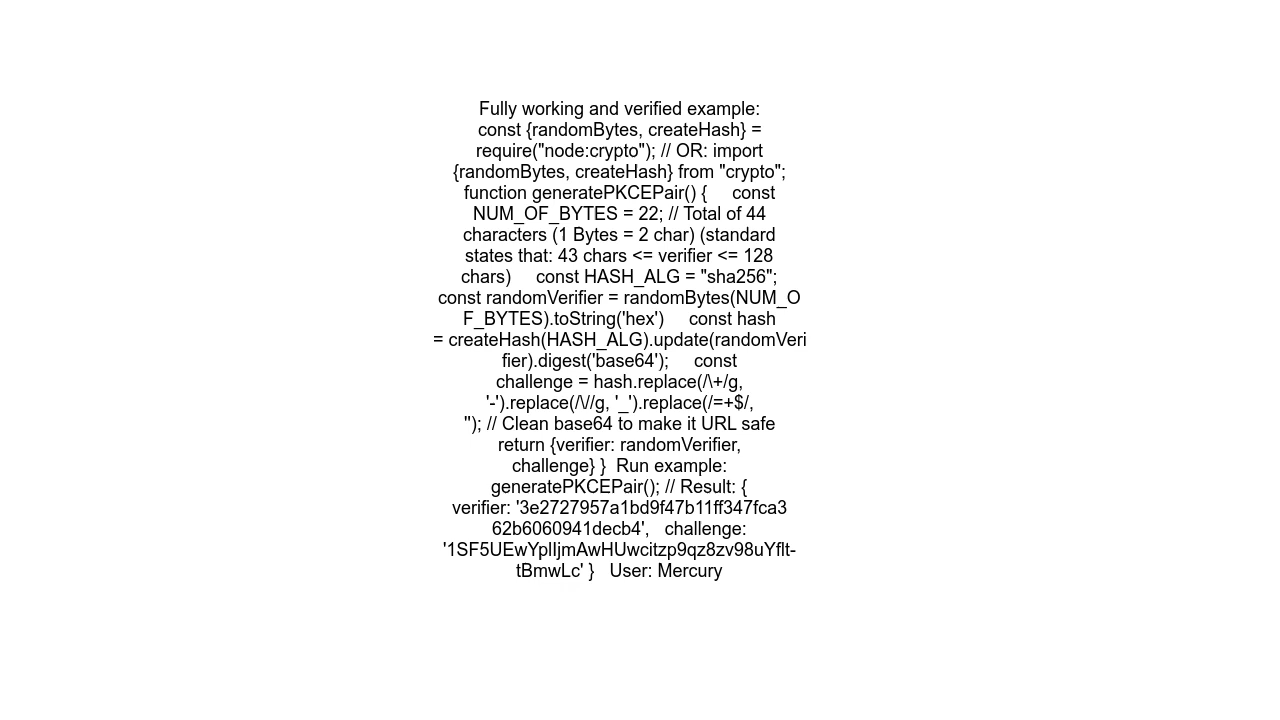 Fully working and verified example:
const {randomBytes, createHash} =
require("node:crypto"); // OR: import
{randomBytes, createHash} from "crypto";
function generatePKCEPair() {     const
NUM_OF_BYTES = 22; // Total of 44
characters (1 Bytes = 2 char) (standard
states that: 43 chars <= verifier <= 128
chars)     const HASH_ALG = "sha256";
const randomVerifier = randomBytes(NUM_O
F_BYTES).toString('hex')     const hash
= createHash(HASH_ALG).update(randomVeri
fier).digest('base64');     const
challenge = hash.replace(/\+/g,
'-').replace(/\//g, '_').replace(/=+$/,
''); // Clean base64 to make it URL safe
return {verifier: randomVerifier,
challenge} }  Run example:
generatePKCEPair(); // Result: {
verifier: '3e2727957a1bd9f47b11ff347fca3
62b6060941decb4',   challenge:
'1SF5UEwYplIjmAwHUwcitzp9qz8zv98uYflt-
tBmwLc' }   User: Mercury